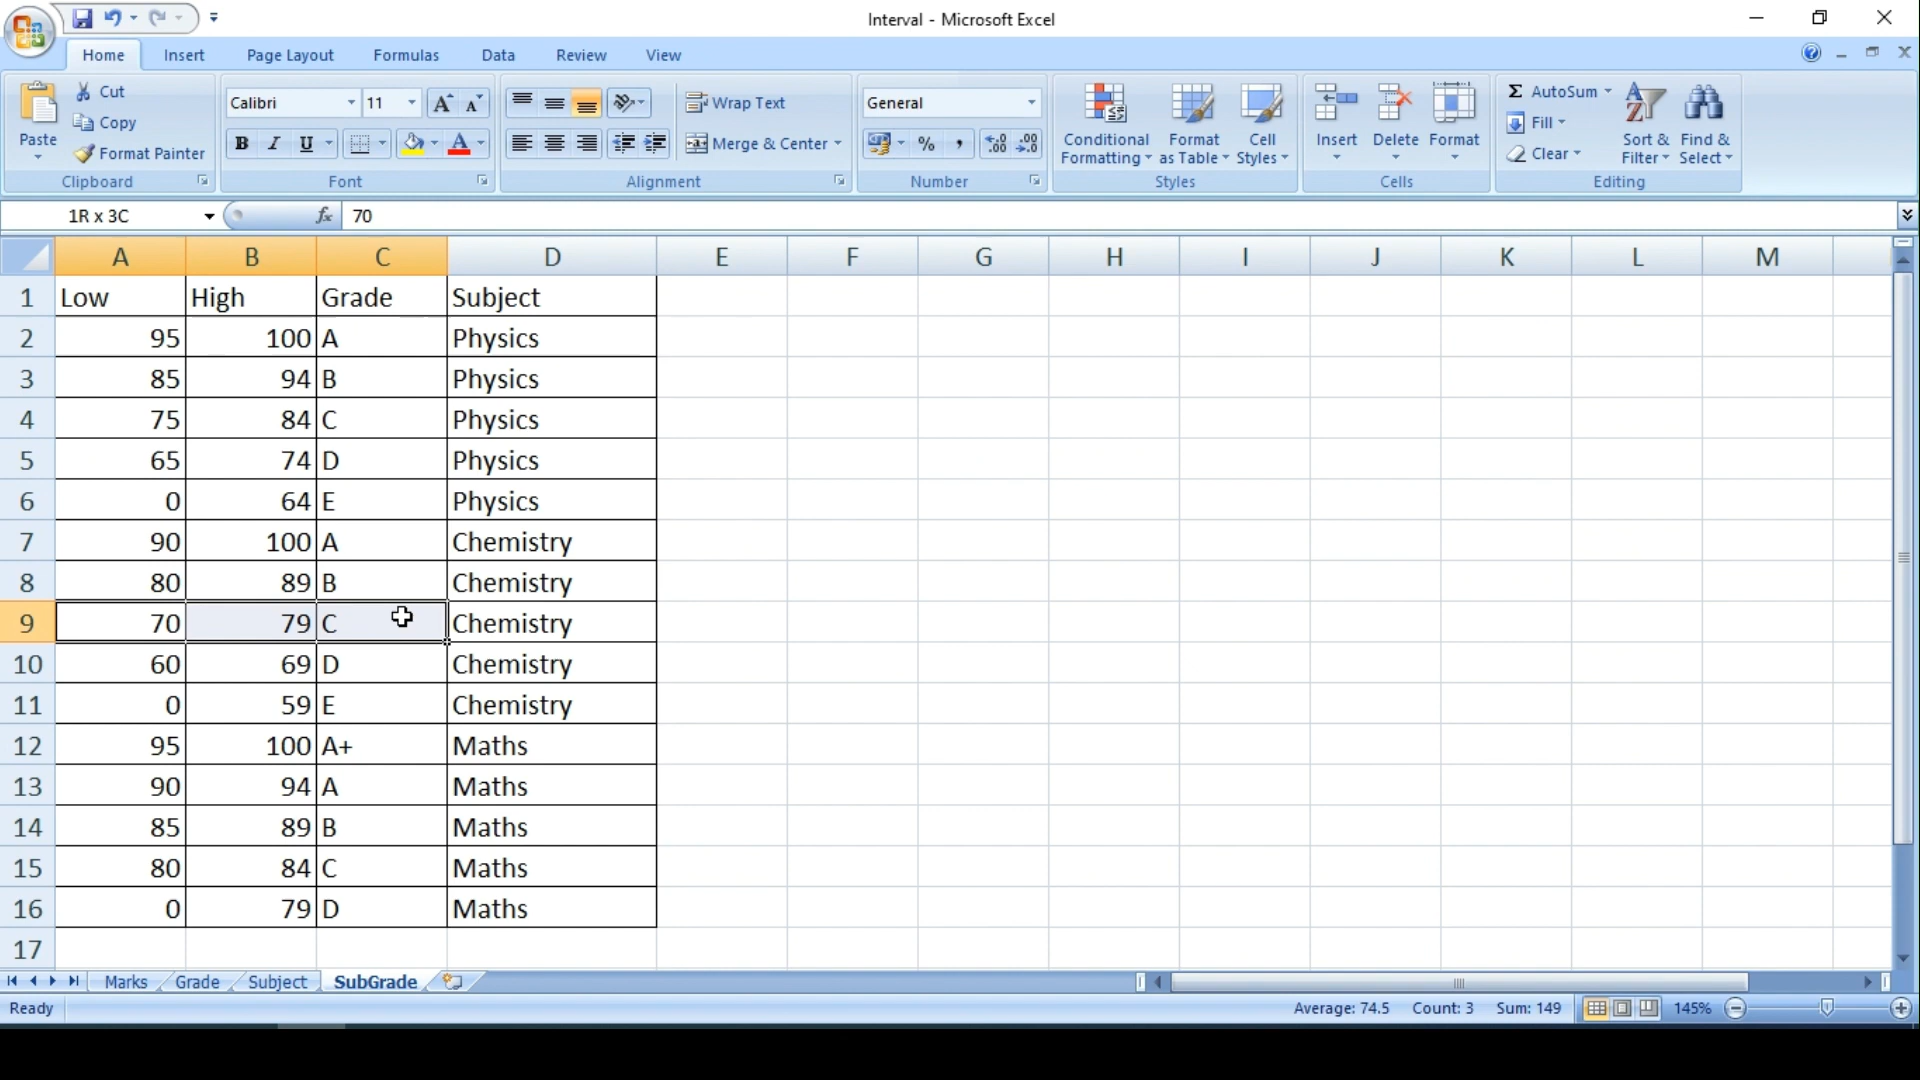 Interval - Microsoft Excel
Home Insert Page Layout Formulas Data Review View
Paste
Cut
Copy
Format Painter
Clipboard
Calibri 11
B I U
Font
Wrap Text
Merge & Center
Alignment
General
% ,
Number
Conditional Formatting
Format as Table
Cell Styles
Styles
Insert Delete Format
Cells
Σ AutoSum
Fill
Clear
Sort & Filter
Find & Select
Editing
1R x 3C fx 70
A B C D E F G H I J K L M
1 Low High Grade Subject
2 95 100 A Physics
3 85 94 B Physics
4 75 84 C Physics
5 65 74 D Physics
6 0 64 E Physics
7 90 100 A Chemistry
8 80 89 B Chemistry
9 70 79 C Chemistry
10 60 69 D Chemistry
11 0 59 E Chemistry
12 95 100 A+ Maths
13 90 94 A Maths
14 85 89 B Maths
15 80 84 C Maths
16 0 79 D Maths
17
Marks Grade Subject SubGrade
Ready Average: 74.5 Count: 3 Sum: 149 145%